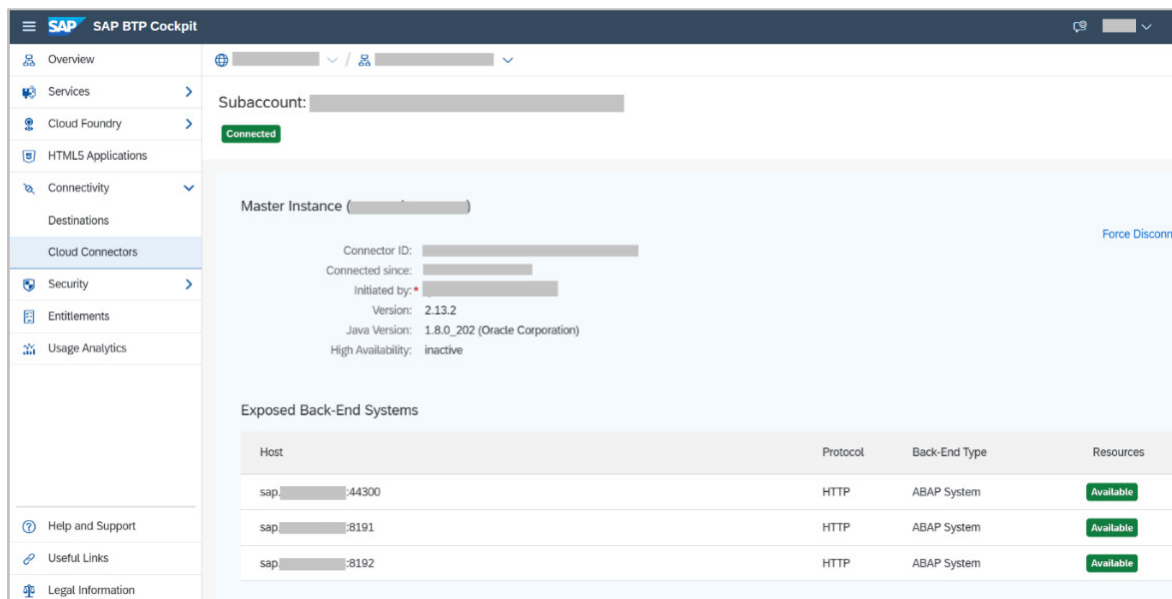 SAP SAP BTP Cockpit
Overview
Services
Cloud Foundry
HTML5 Applications
Connectivity
Destinations
Cloud Connectors
Security
Entitlements
Usage Analytics
Help and Support
Useful Links
Legal Information
/
Subaccount:
Connected
Master Instance ( )
Force Disconn
Connector ID:
Connected since:
Initiated by:*
Version: 2.13.2
Java Version: 1.8.0_202 (Oracle Corporation)
High Availability: inactive
Exposed Back-End Systems
Host Protocol Back-End Type Resources
sap. :44300 HTTP ABAP System Available
sap. :8191 HTTP ABAP System Available
sap. :8192 HTTP ABAP System Available